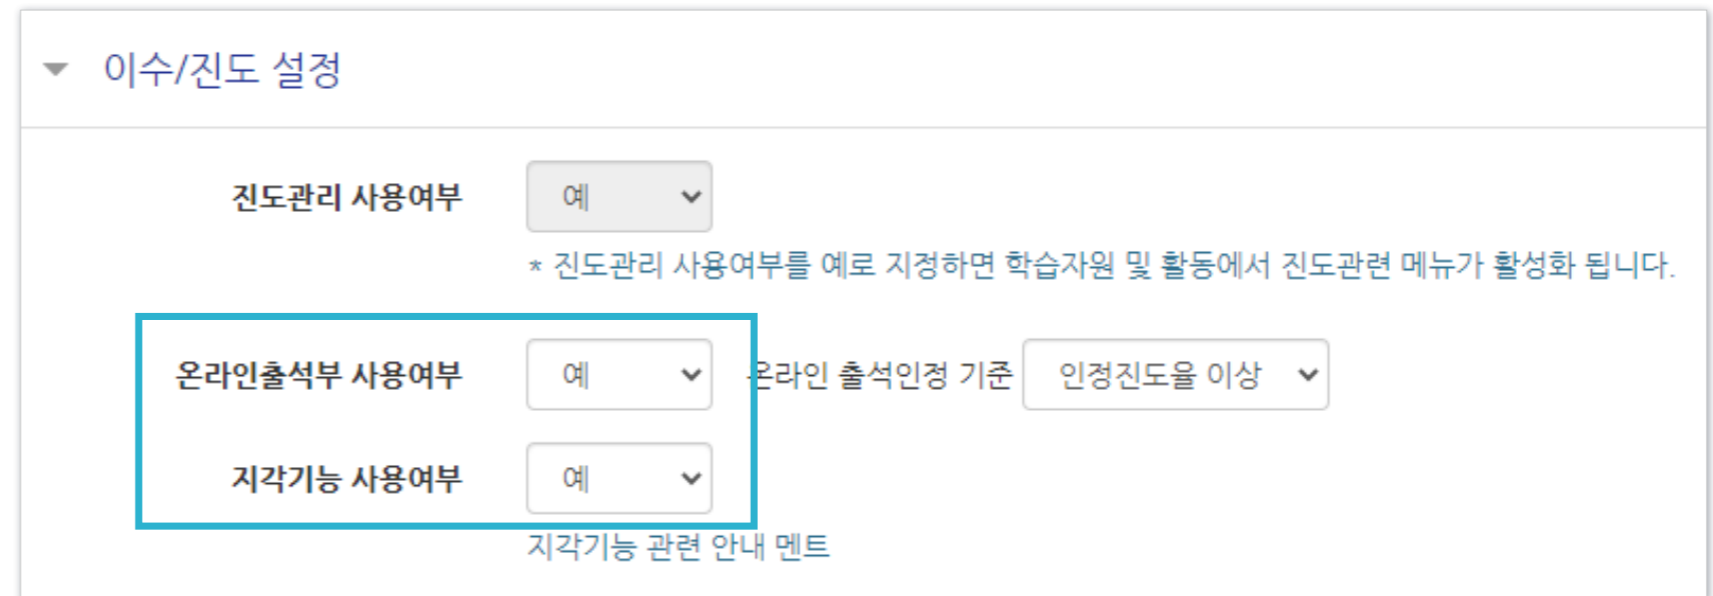 이수/진도 설정
진도관리 사용여부 예
* 진도관리 사용여부를 예로 지정하면 학습자원 및 활동에서 진도관련 메뉴가 활성화 됩니다.
온라인출석부 사용여부 예 온라인 출석인정 기준 인정진도율 이상
지각기능 사용여부 예
지각기능 관련 안내 멘트